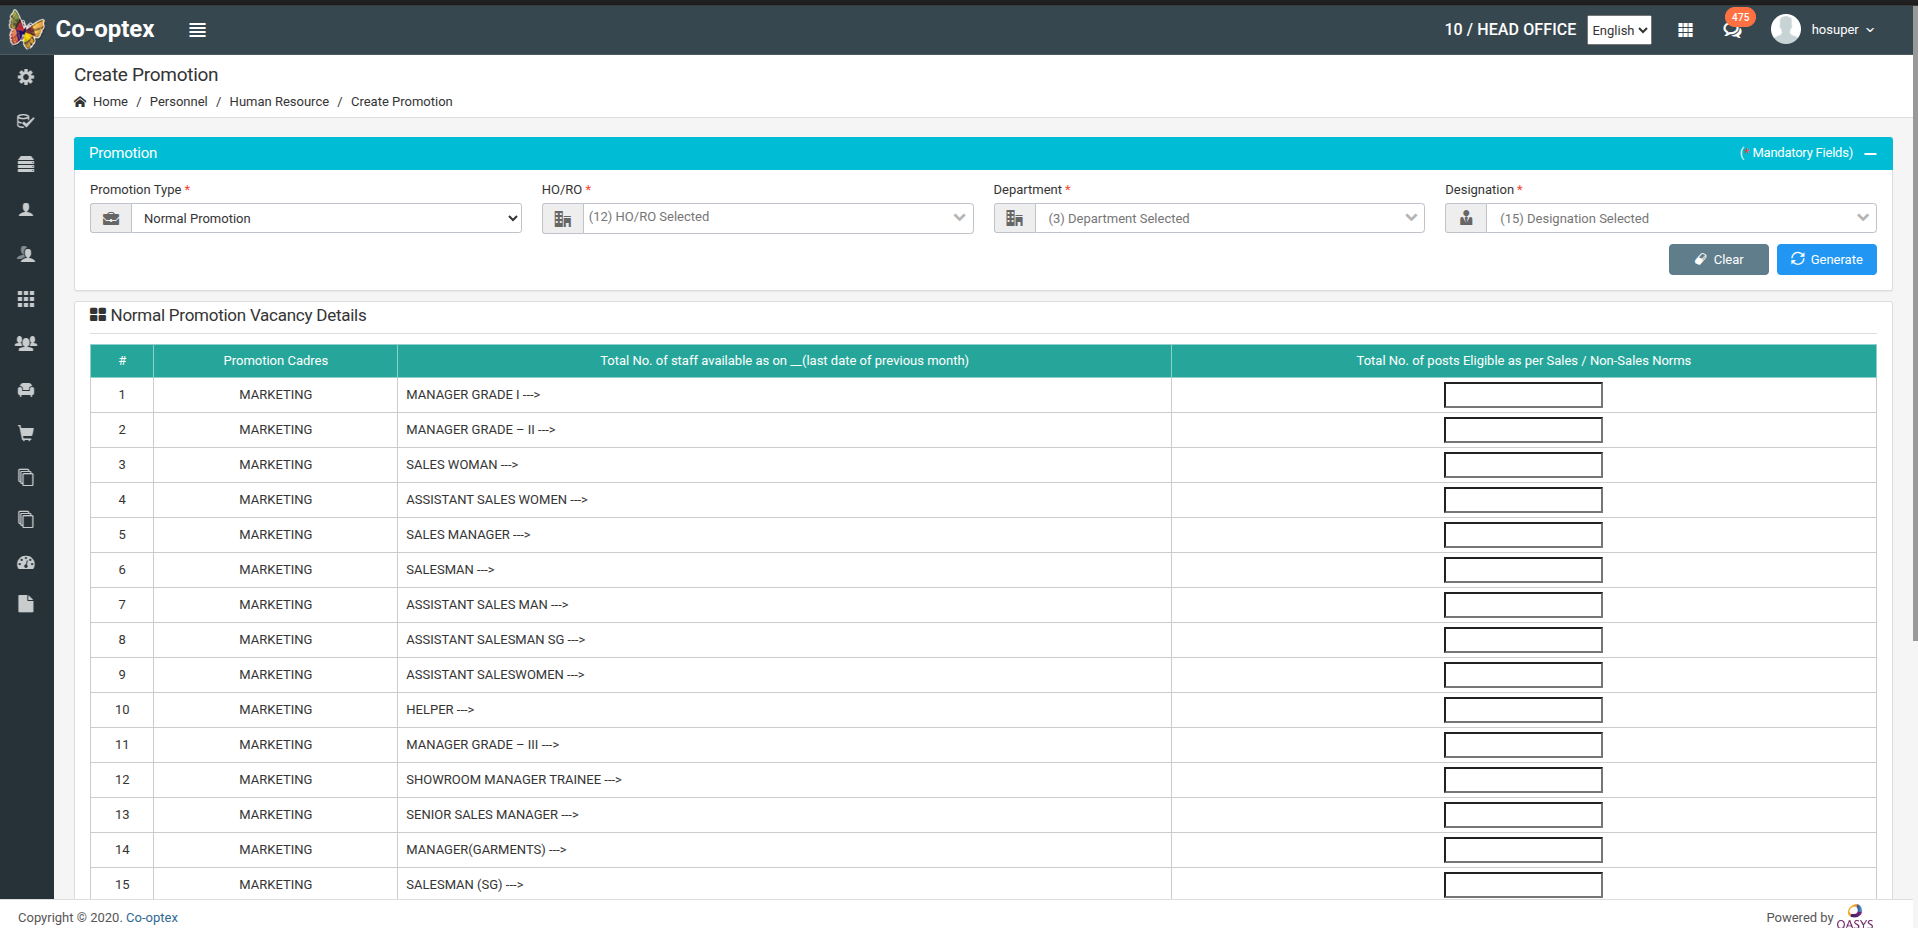 Co-optex
10 / HEAD OFFICE English 475 hosuper
Create Promotion
Home / Personnel / Human Resource / Create Promotion
Promotion (* Mandatory Fields)
Promotion Type * HO/RO * Department * Designation *
Normal Promotion (12) HO/RO Selected (3) Department Selected (15) Designation Selected
Clear Generate
Normal Promotion Vacancy Details
# Promotion Cadres Total No. of staff available as on __(last date of previous month) Total No. of posts Eligible as per Sales / Non-Sales Norms
1 MARKETING MANAGER GRADE I --->
2 MARKETING MANAGER GRADE – II --->
3 MARKETING SALES WOMAN --->
4 MARKETING ASSISTANT SALES WOMEN --->
5 MARKETING SALES MANAGER --->
6 MARKETING SALESMAN --->
7 MARKETING ASSISTANT SALES MAN --->
8 MARKETING ASSISTANT SALESMAN SG --->
9 MARKETING ASSISTANT SALESWOMEN --->
10 MARKETING HELPER --->
11 MARKETING MANAGER GRADE – III --->
12 MARKETING SHOWROOM MANAGER TRAINEE --->
13 MARKETING SENIOR SALES MANAGER --->
14 MARKETING MANAGER(GARMENTS) --->
15 MARKETING SALESMAN (SG) --->
Copyright © 2020. Co-optex Powered by OASYS